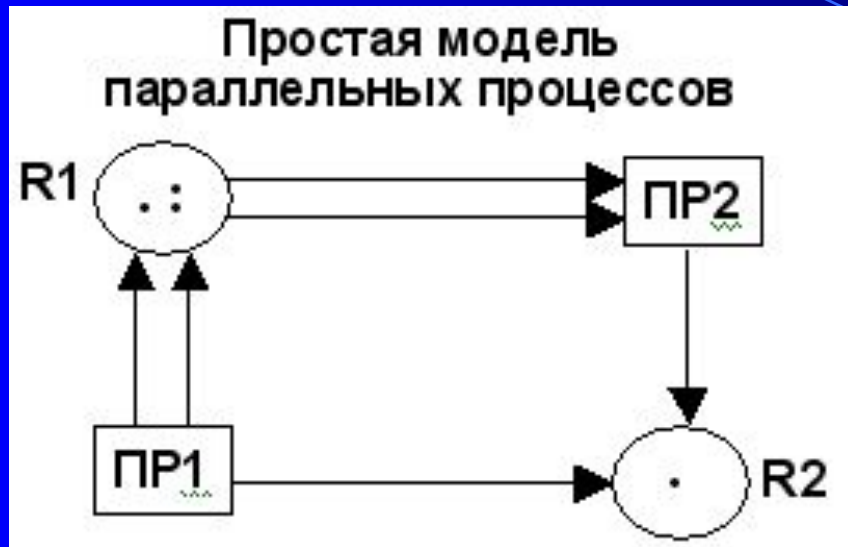 Простая модель
параллельных процессов
R1
ПР2
ПР1
R2